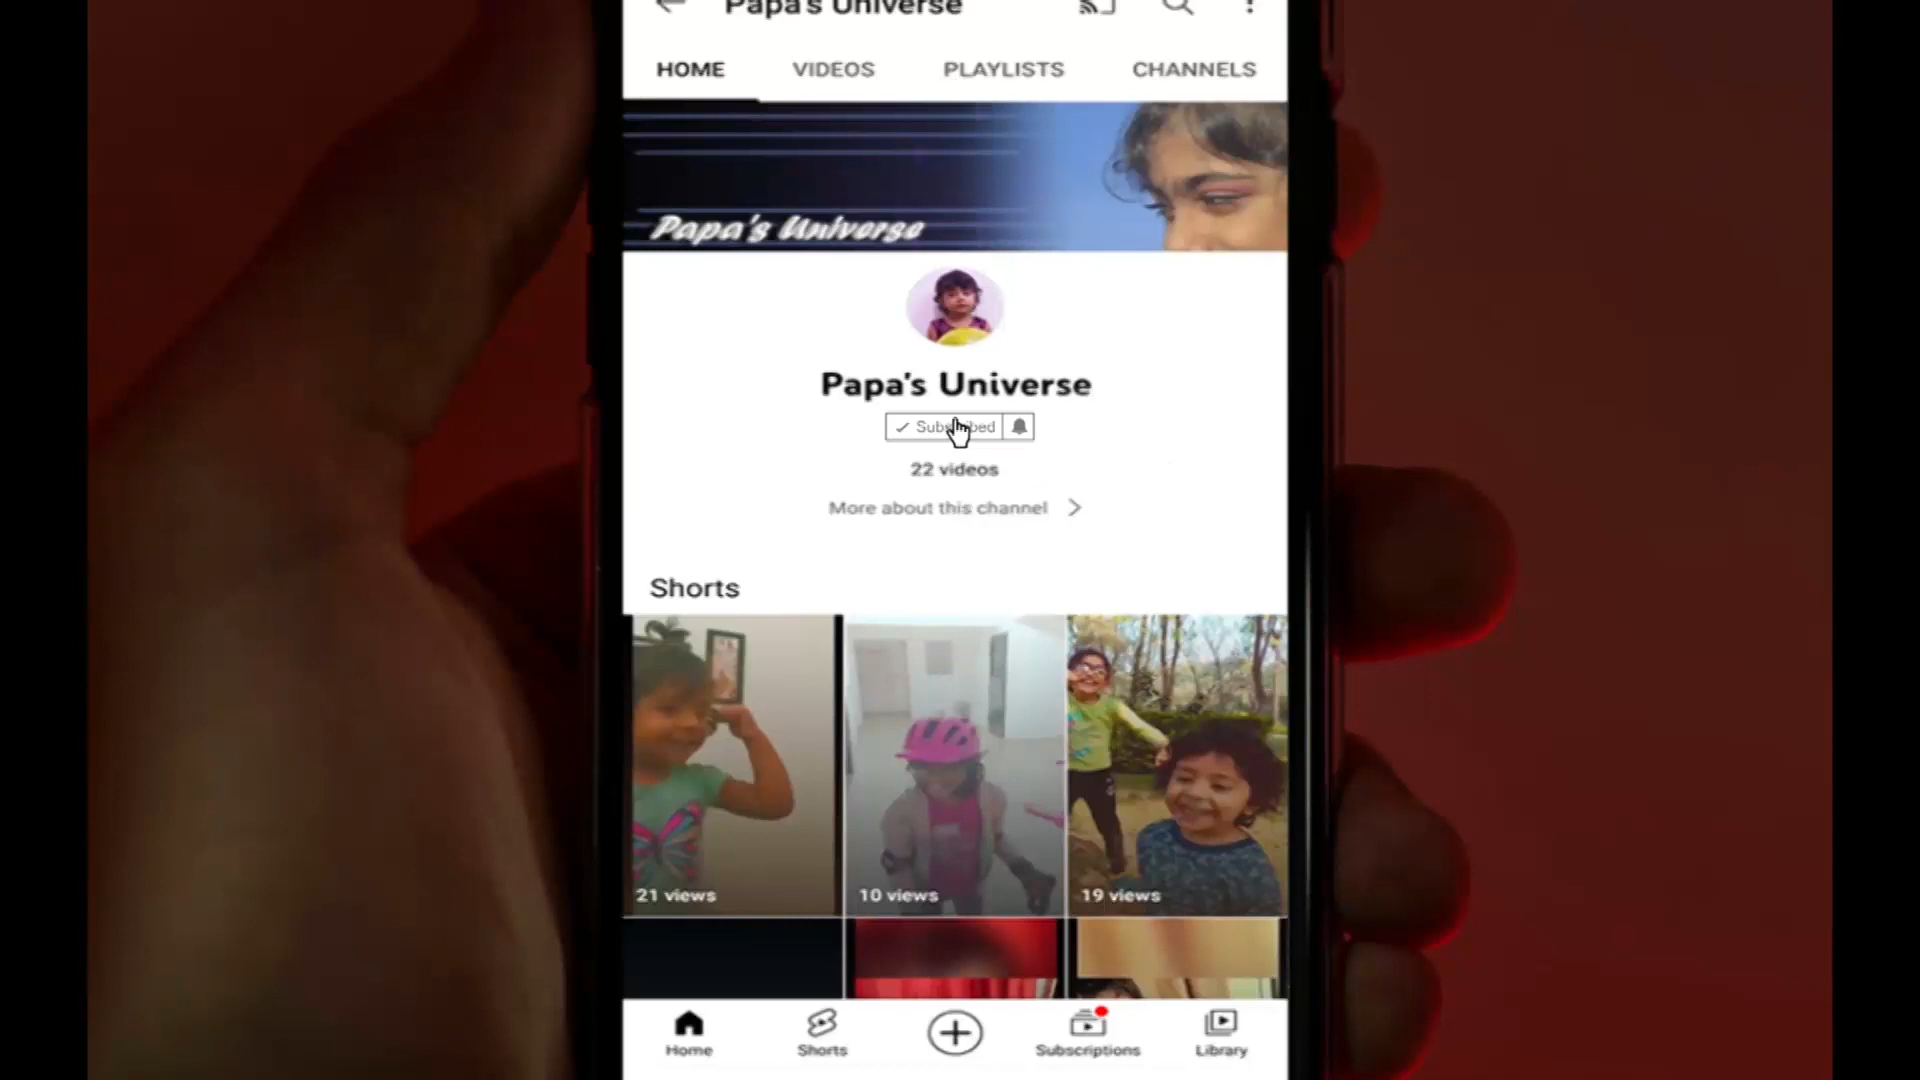 Papa's Universe
HOME VIDEOS PLAYLISTS CHANNELS
Papa's Universe
Papa's Universe
Subscribed
22 videos
More about this channel
Shorts
21 views 10 views 19 views
Home Shorts Subscriptions Library